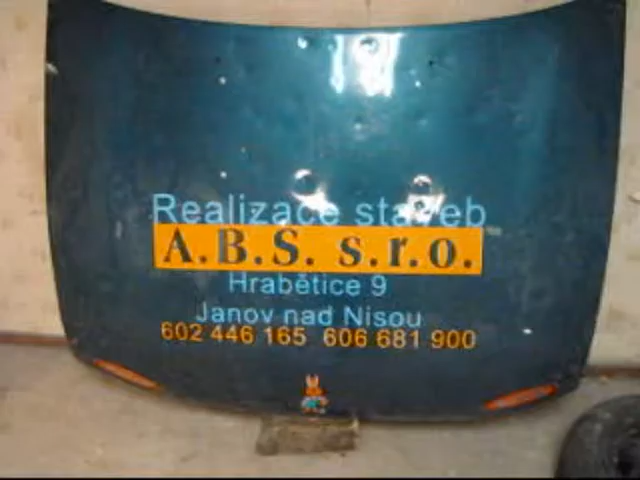 Realizace staveb
A.B.S. s.r.o.
Hrabětice 9
Janov nad Nisou
602 446 165 606 681 900